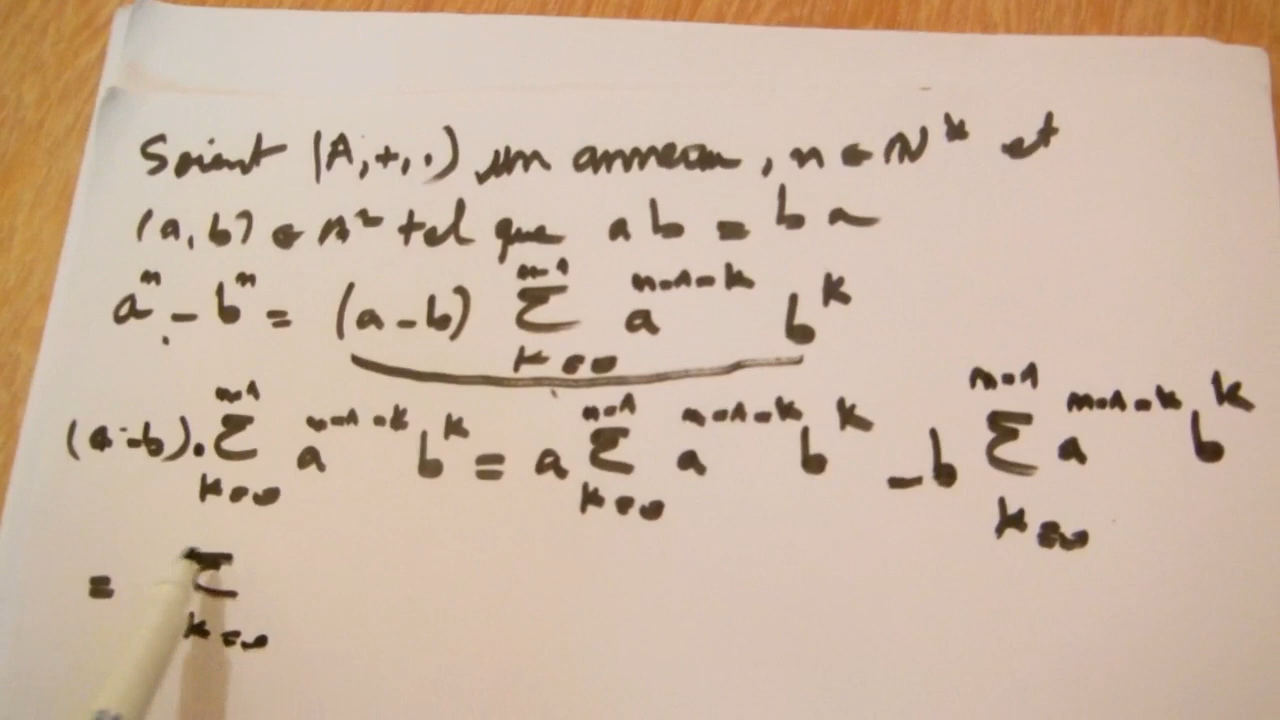 Soient (A,+,.) un anneau, n ∈ N* et
(a,b) ∈ A² tel que ab = ba
aⁿ - bⁿ = (a-b) Σ_{k=0}^{n-1} a^{n-1-k} b^k
(a-b). Σ_{k=0}^{n-1} a^{n-1-k} b^k = a Σ_{k=0}^{n-1} a^{n-1-k} b^k - b Σ_{k=0}^{n-1} a^{n-1-k} b^k
= Σ_{k=0}